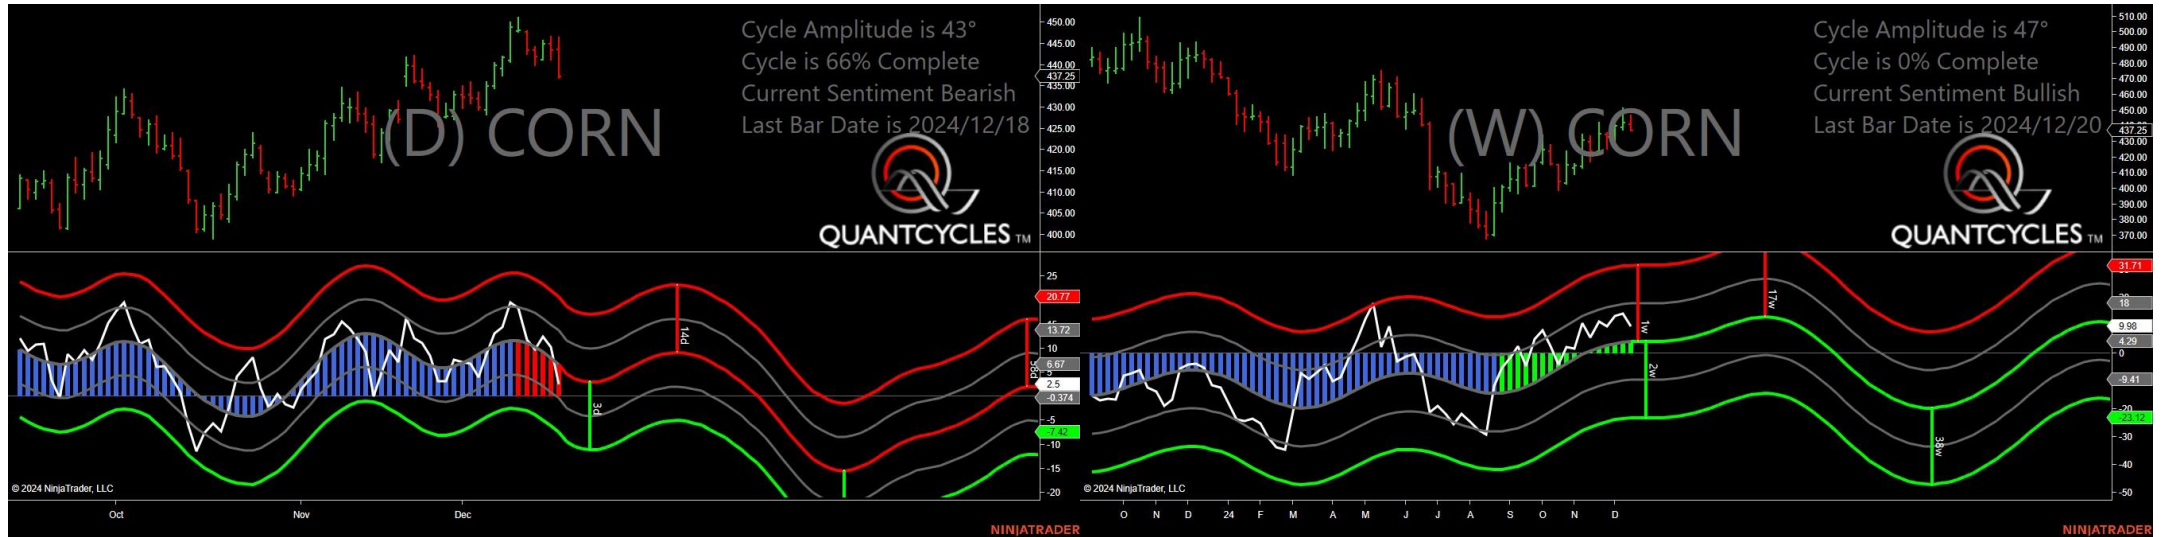 Cycle Amplitude is 43°
Cycle is 66% Complete
Current Sentiment Bearish
Last Bar Date is 2024/12/18
(D) CORN
QUANTCYCLES TM
450.00
445.00
440.00
437.25
435.00
430.00
425.00
420.00
415.00
410.00
405.00
400.00
25
20.77
13.72
10
6.67
2.5
-0.374
-5
-7.42
-10
-15
-20
14d
3d
© 2024 NinjaTrader, LLC
Oct Nov Dec
NINJATRADER
Cycle Amplitude is 47°
Cycle is 0% Complete
Current Sentiment Bullish
Last Bar Date is 2024/12/20
(W) CORN
QUANTCYCLES TM
510.00
500.00
490.00
480.00
470.00
460.00
450.00
437.25
430.00
420.00
410.00
400.00
390.00
380.00
370.00
31.71
18
9.98
4.29
0
-9.41
-23.12
-30
-40
-50
1w
2w
17w
38w
© 2024 NinjaTrader, LLC
O N D 24 F M A M J J A S O N D
NINJATRADER